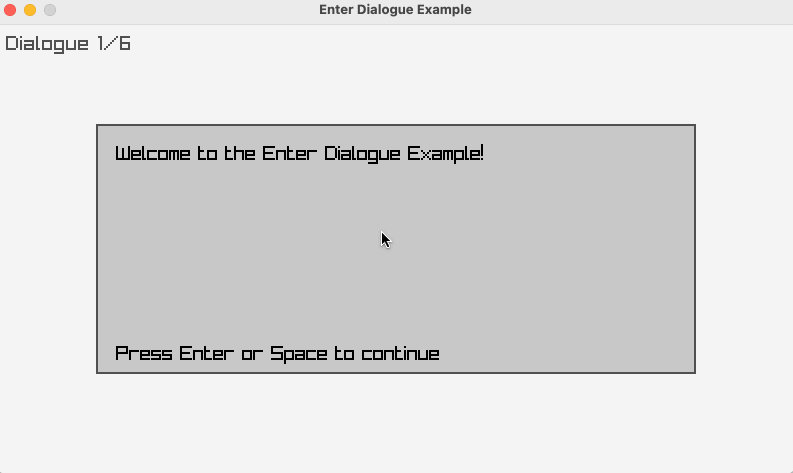 Enter Dialogue Example
Dialogue 1/6
Welcome to the Enter Dialogue Example!
Press Enter or Space to continue